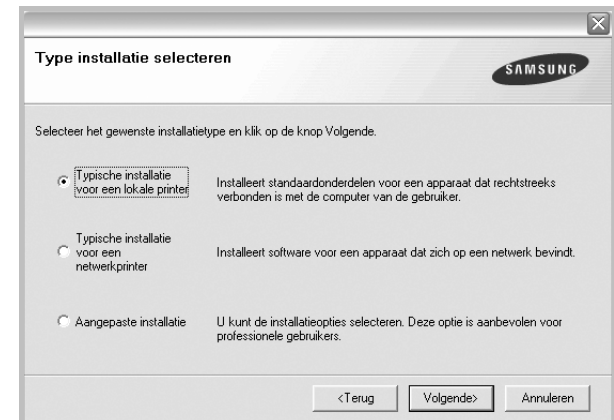 Type installatie selecteren
SAMSUNG
Selecteer het gewenste installatietype en klik op de knop Volgende.
Typische installatie
voor een lokale printer
Installeert standaardonderdelen voor een apparaat dat rechtstreeks
verbonden is met de computer van de gebruiker.
Typische installatie
voor een
netwerkprinter
Installeert software voor een apparaat dat zich op een netwerk bevindt.
Aangepaste installatie
U kunt de installatieopties selecteren. Deze optie is aanbevolen voor
professionele gebruikers.
<Terug
Volgende>
Annuleren